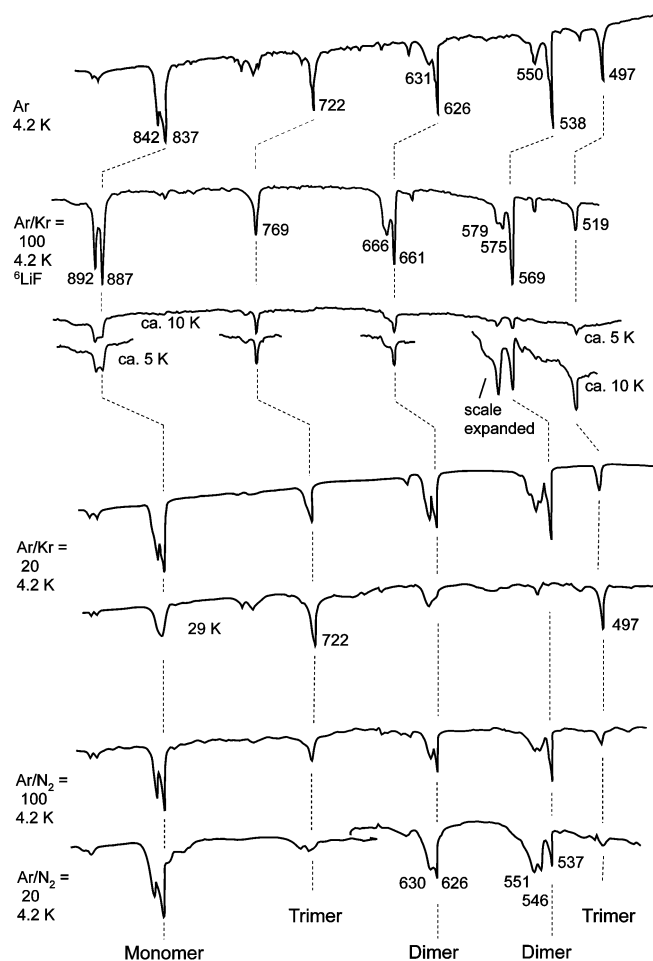 631
550
497
722
Ar
4.2 K
626
842
837
538
Ar/Kr =
100
4.2 K
⁶LiF
769
666
661
579
575
519
892
887
569
ca. 10 K
ca. 5 K
ca. 5 K
ca. 10 K
scale
expanded
Ar/Kr =
20
4.2 K
29 K
722
497
Ar/N₂ =
100
4.2 K
Ar/N₂ =
20
4.2 K
630
626
551
546
537
Trimer
Trimer
Monomer
Dimer
Dimer